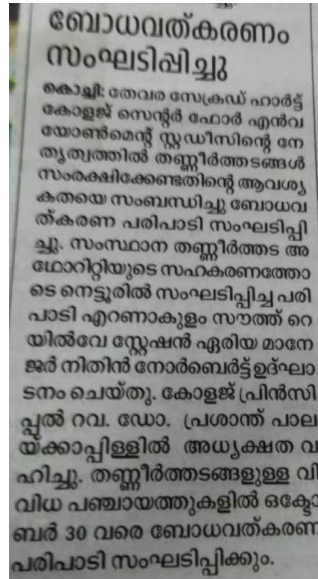 ബോധവത്കരണം
സംഘടിപ്പിച്ചു
കൊച്ചി: തേവര സേക്രഡ് ഹാർട്ട്
കോളജ് സെന്റർ ഫോർ എൻവ
യോൺമെന്റ് സ്റ്റഡീസിന്റെ നേ
തൃത്വത്തിൽ തണ്ണീർത്തടങ്ങൾ
സംരക്ഷിക്കേണ്ടതിന്റെ ആവശ്യ
കതയെ സംബന്ധിച്ചു ബോധവ
ത്കരണ പരിപാടി സംഘടിപ്പി
ച്ചു. സംസ്ഥാന തണ്ണീർത്തട അ
ഥോറിറ്റിയുടെ സഹകരണത്തോ
ടെ നെട്ടൂരിൽ സംഘടിപ്പിച്ച പരി
പാടി എറണാകുളം സൗത്ത് റെ
യിൽവേ സ്റ്റേഷൻ ഏരിയ മാനേ
ജർ നിതിൻ നോർബെർട്ട് ഉദ്ഘാ
ടനം ചെയ്തു. കോളജ് പ്രിൻസി
പ്പൽ റവ. ഡോ. പ്രശാന്ത് പാല
യ്ക്കാപ്പിള്ളിൽ അധ്യക്ഷത വ
ഹിച്ചു. തണ്ണീർത്തടങ്ങളുള്ള വി
വിധ പഞ്ചായത്തുകളിൽ ഒക്ടോ
ബർ 30 വരെ ബോധവത്കരണ
പരിപാടി സംഘടിപ്പിക്കും.